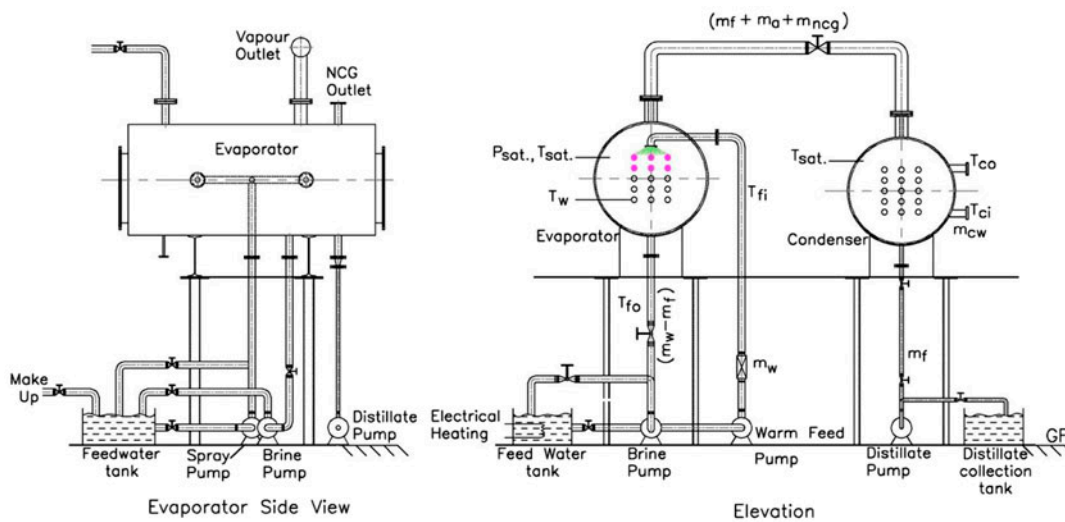 Vapour
Outlet
NCG
Outlet
Evaporator
Make
Up
Feedwater
tank
Spray
Pump
Brine
Pump
Distillate
Pump
Evaporator Side View
(mf + ma + mncg)
Psat., Tsat.
Tw
Evaporator
Tfi
Tfo
(mw-mf)
mw
Tsat.
Tco
Tci
mcw
Condenser
mf
Electrical
Heating
Feed Water
tank
Brine
Pump
Warm Feed
Pump
Distillate
Pump
Distillate
collection
tank
Elevation